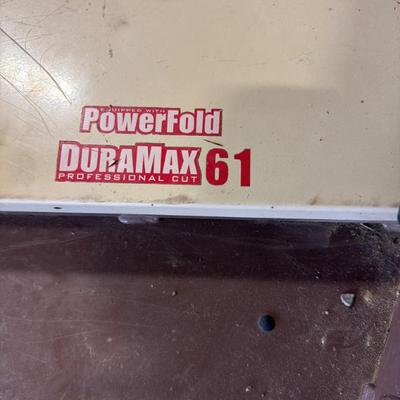 EQUIPPED WITH
PowerFold
DURAMAX 61
PROFESSIONAL CUT